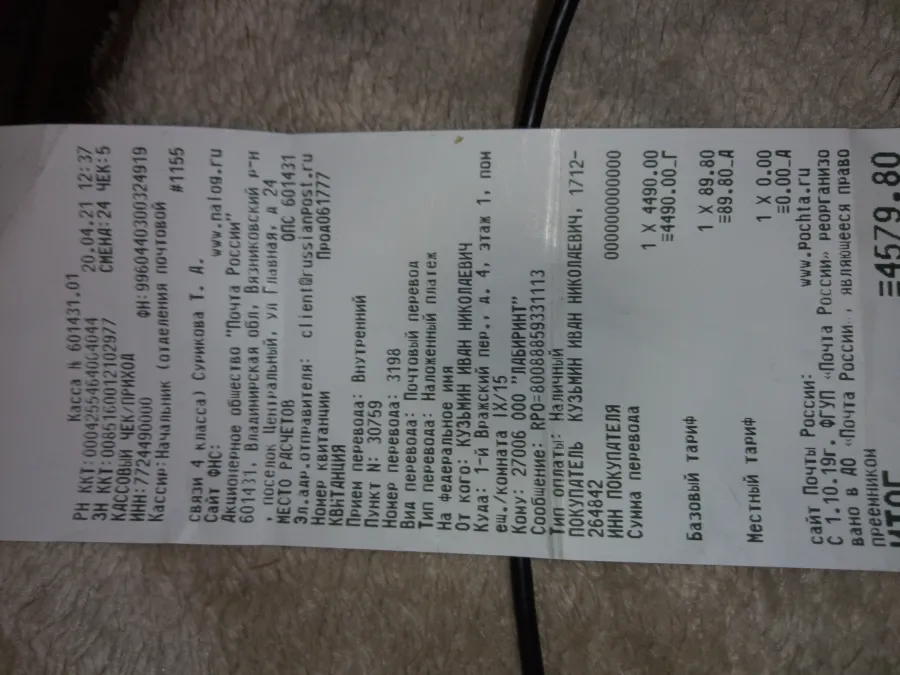 Касса N 601431.01
РН ККТ:0004255464064044 20.04.21 12:37
ЗН ККТ:0085160012102977 СМЕНА:24 ЧЕК:5
КАССОВЫЙ ЧЕК/ПРИХОД
ИНН:7724490000 ФН:9960440300324919
Кассир:Начальник (отделения почтовой #1155
связи 4 класса) Сурикова Т. А.
Сайт ФНС: www.nalog.ru
Акционерное общество "Почта России"
601431, Владимирская обл, Вязниковский р-н
, поселок Центральный, ул Главная, д 24
МЕСТО РАСЧЕТОВ ОПС 601431
Эл.адр.отправителя: client@russianpost.ru
Номер квитанции Прод061777
КВИТАНЦИЯ
Прием перевода: Внутренний
Пункт N: 30759
Номер перевода: 3198
Вид перевода: Почтовый перевод
Тип перевода: Наложенный платеж
На федеральное имя
От кого: КУЗЬМИН ИВАН НИКОЛАЕВИЧ
Куда: 1-й Вражский пер., д. 4, этаж 1, пом
ещ./комната IX/15
Кому: 27006 ООО "ЛАБИРИНТ"
Сообщение: RPO=80088859331113
Тип оплаты: Наличный
ПОКУПАТЕЛЬ КУЗЬМИН ИВАН НИКОЛАЕВИЧ, 1712-
264842
ИНН ПОКУПАТЕЛЯ 000000000000
Сумма перевода
1 X 4490.00
≡4490.00_Г
Базовый тариф
1 X 89.80
≡89.80_А
Местный тариф
1 X 0.00
≡0.00_А
сайт Почты России: www.pochta.ru
С 1.10.19г. ФГУП «Почта России» реорганизо
вано в АО «Почта России», являющееся право
преемником
ИТОГ ≡4579.80